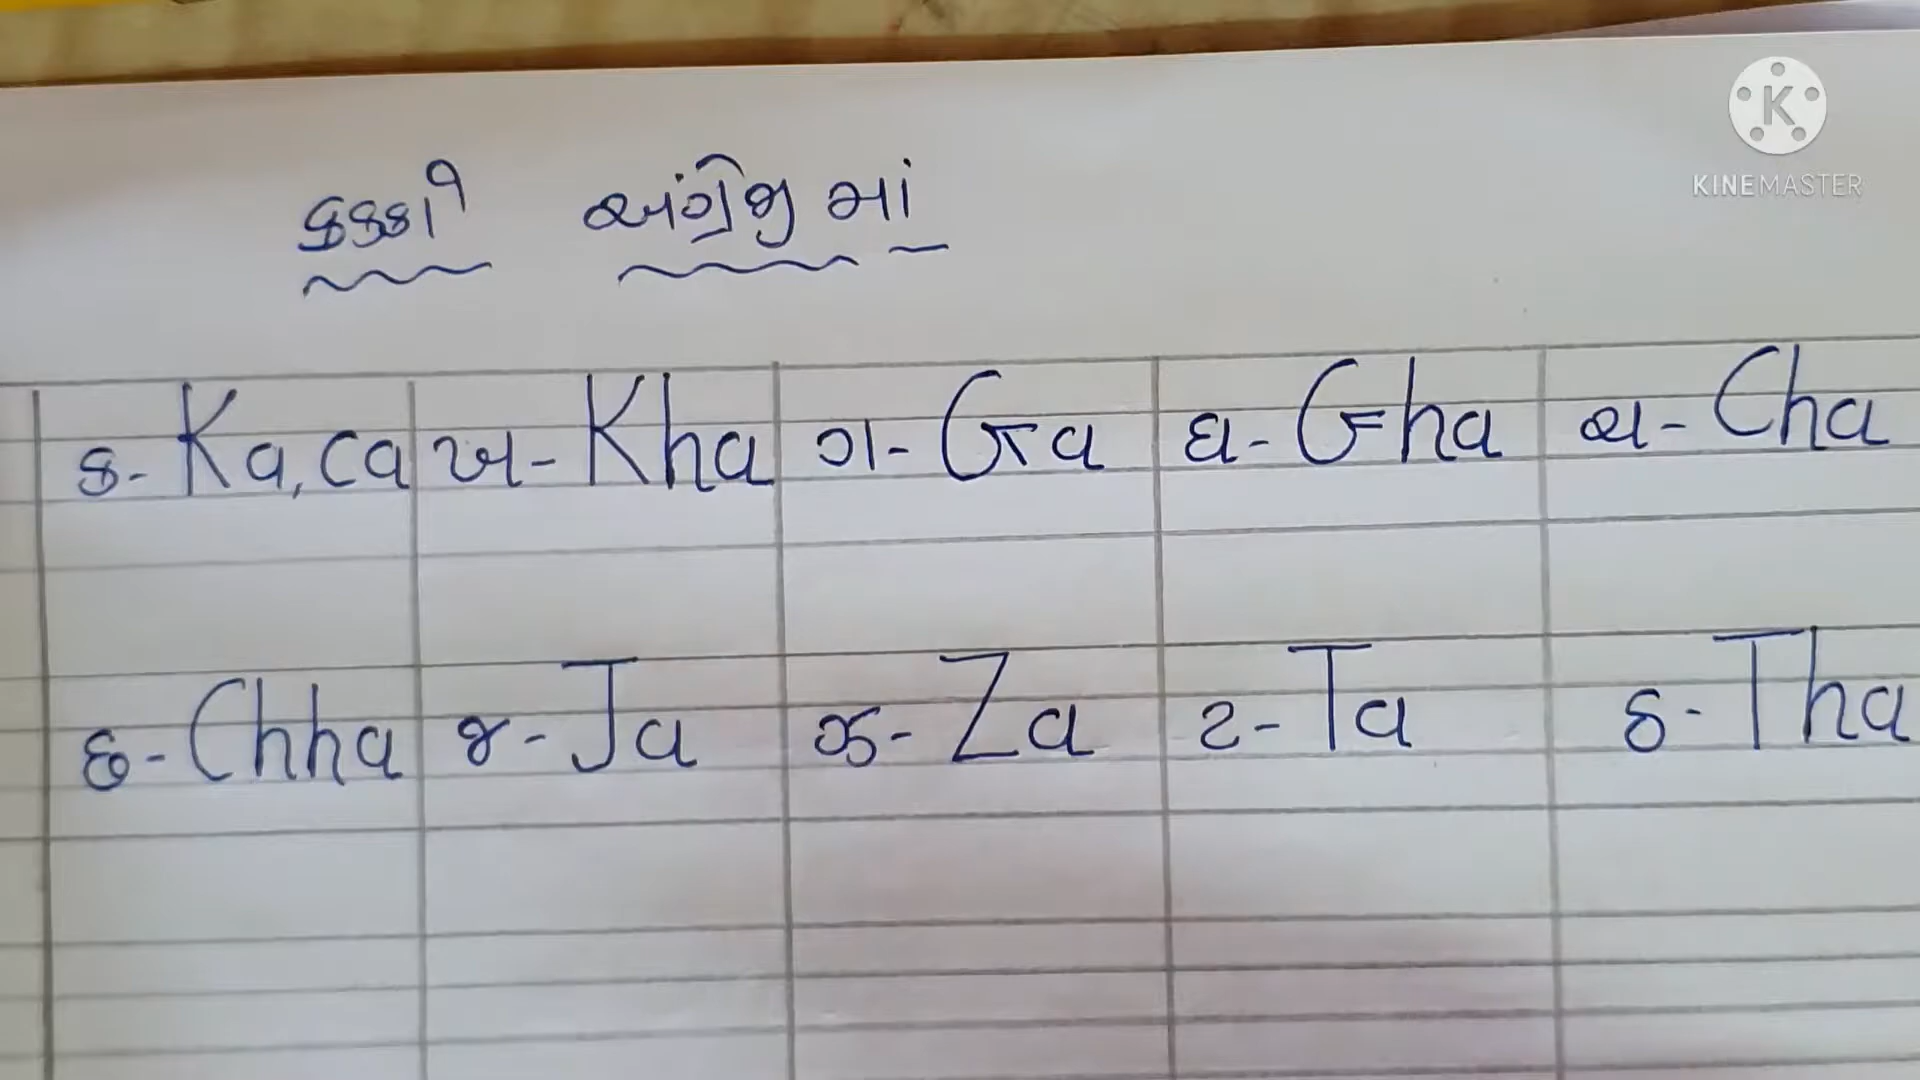 કક્કો અંગ્રેજી માં
KINEMASTER
ક- Ka, ca ખ- Kha ગ- Ga ઘ- Gha ચ- Cha
છ- Chha જ- Ja ઝ- Za ટ- Ta ઠ- Tha